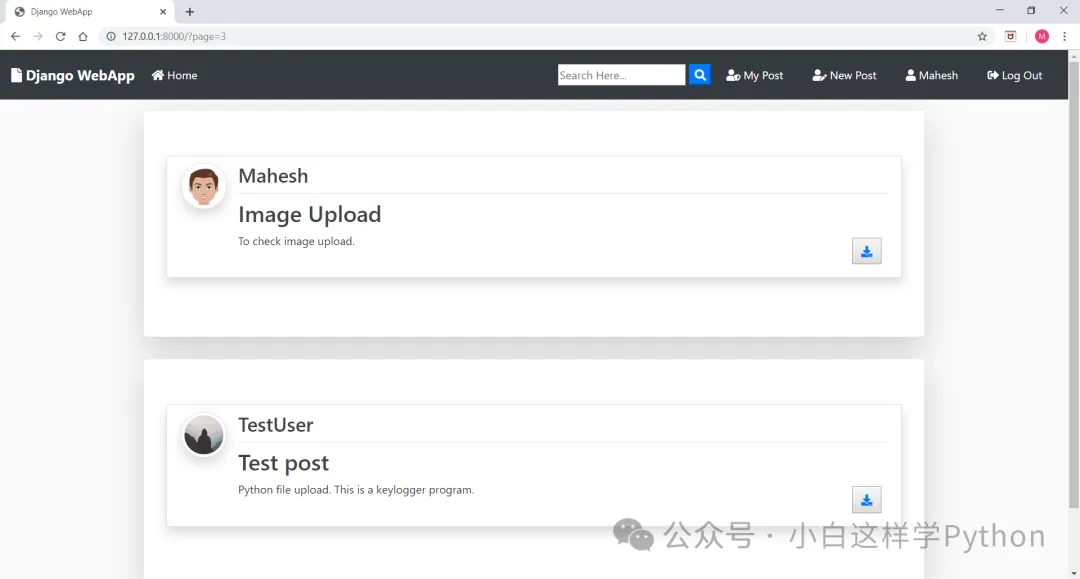 Django WebApp
127.0.0.1:8000/?page=3
M
Django WebApp Home Search Here... My Post New Post Mahesh Log Out
Mahesh
Image Upload
To check image upload.
TestUser
Test post
Python file upload. This is a keylogger program.
公众号 · 小白这样学Python